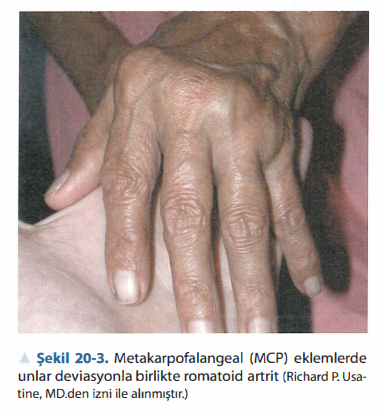 ▲ Şekil 20-3. Metakarpofalangeal (MCP) eklemlerde
unlar deviasyonla birlikte romatoid artrit (Richard P. Usa-
tine, MD.den izni ile alınmıştır.)